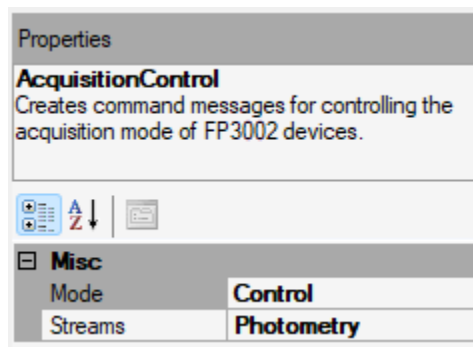 Properties
AcquisitionControl
Creates command messages for controlling the
acquisition mode of FP3002 devices.
A
Z
Misc
Mode Control
Streams Photometry